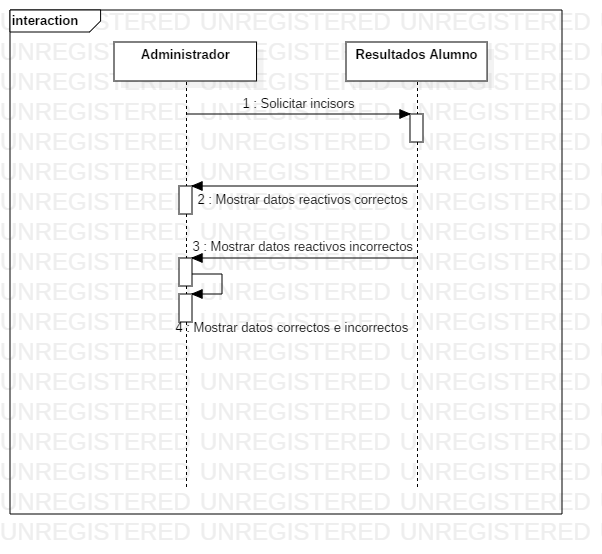 interaction
Administrador
Resultados Alumno
1 : Solicitar incisors
2 : Mostrar datos reactivos correctos
3 : Mostrar datos reactivos incorrectos
4 : Mostrar datos correctos e incorrectos
UNREGISTERED